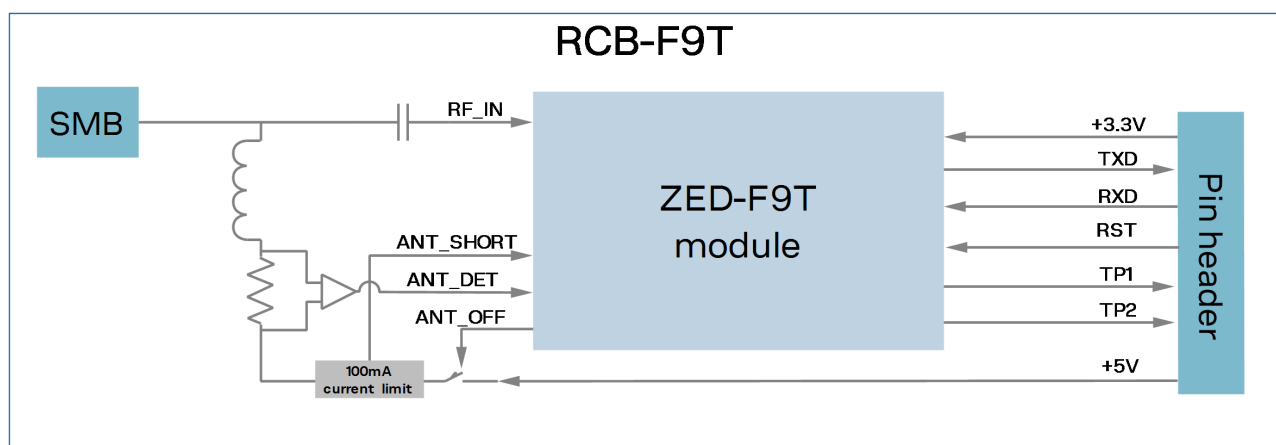 RCB-F9T
SMB
RF_IN
ZED-F9T
module
ANT_SHORT
ANT_DET
ANT_OFF
100mA
current limit
+3.3V
TXD
RXD
RST
TP1
TP2
+5V
Pin header